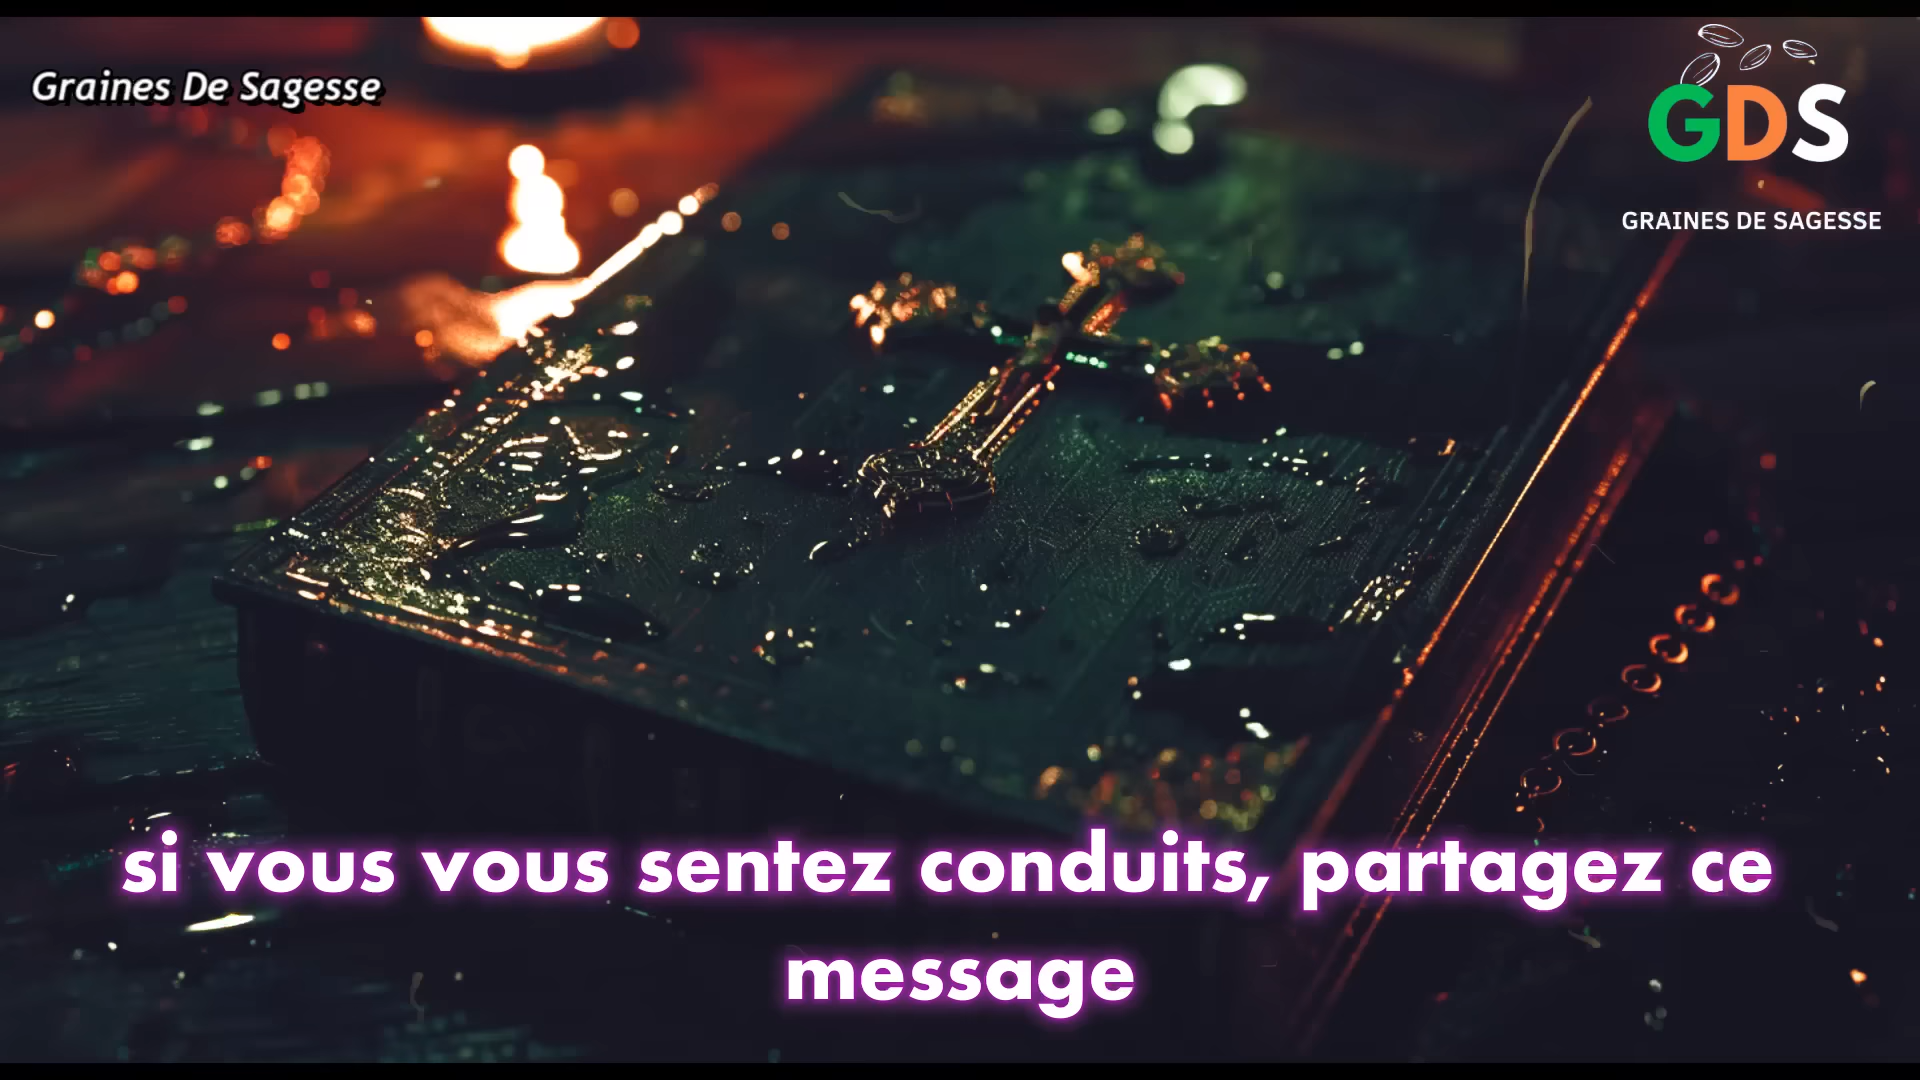 Graines De Sagesse
GDS
GRAINES DE SAGESSE
si vous vous sentez conduits, partagez ce
message